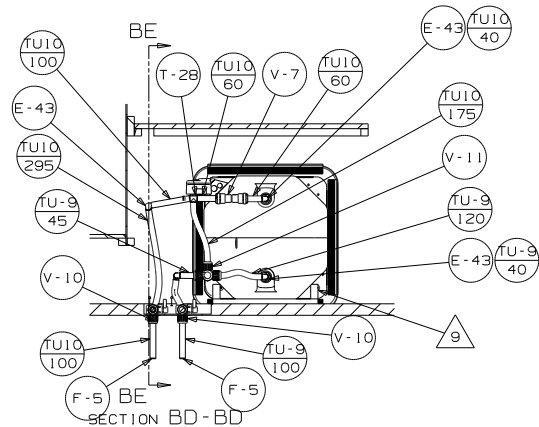 BE
E-43
TU10
40
TU10
100
T-28
TU10
60
V-7
TU10
60
TU10
175
E-43
V-11
TU10
295
TU-9
45
TU-9
120
V-10
E-43
TU-9
40
9
V-10
TU10
100
TU-9
100
F-5
F-5
BE
SECTION BD-BD